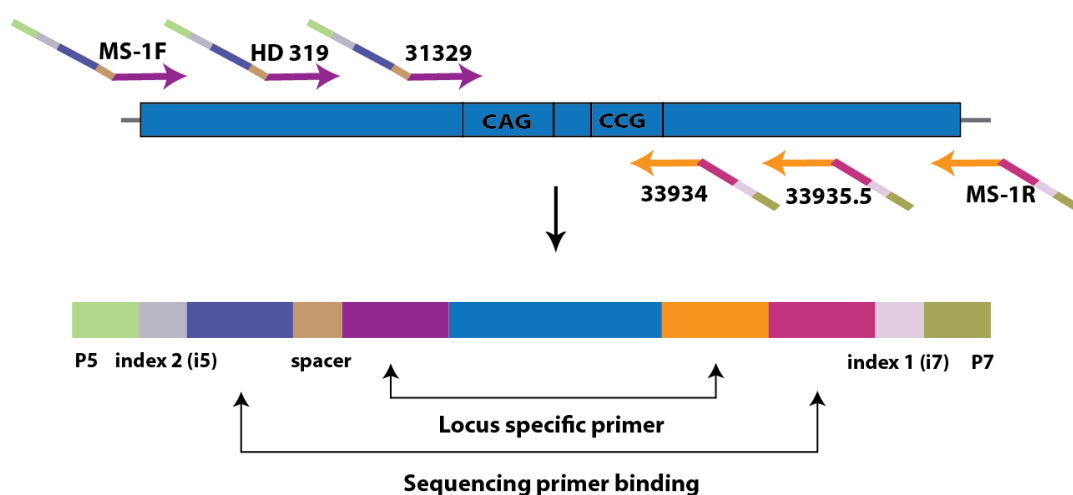 MS-1F
HD 319
31329
CAG
CCG
33934
33935.5
MS-1R
P5
index 2 (i5)
spacer
index 1 (i7)
P7
Locus specific primer
Sequencing primer binding